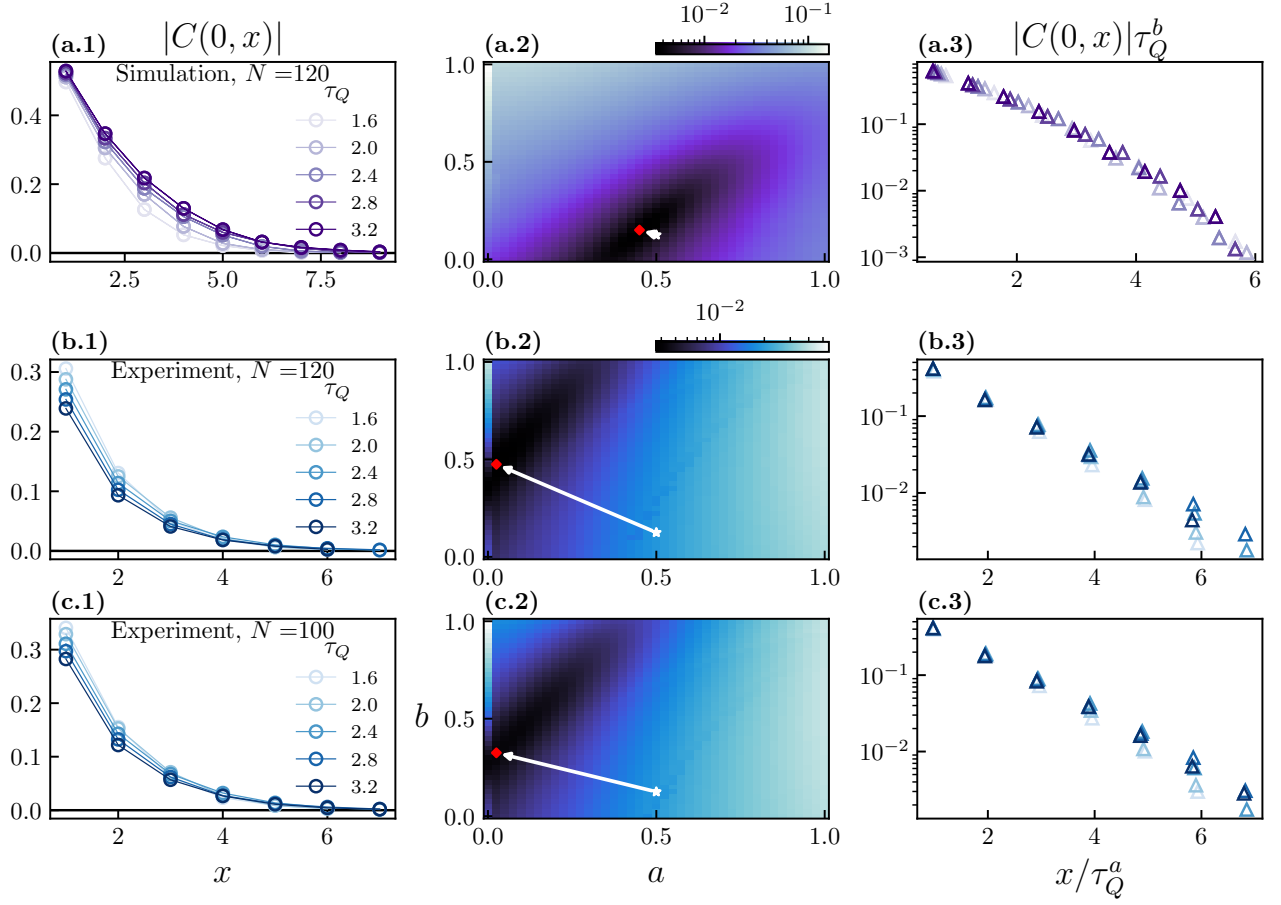 |C(0, x)|
10⁻² 10⁻¹
|C(0, x)|τ_Q^b
(a.1) (a.2) (a.3)
Simulation, N =120
τ_Q
1.6
2.0
2.4
2.8
3.2
0.4
0.2
0.0
2.5 5.0 7.5
1.0
0.5
0.0
0.0 0.5 1.0
10⁻¹
10⁻²
10⁻³
2 4 6
10⁻²
(b.1) (b.2) (b.3)
Experiment, N =120
τ_Q
1.6
2.0
2.4
2.8
3.2
0.3
0.2
0.1
0.0
2 4 6
1.0
0.5
0.0
0.0 0.5 1.0
10⁻¹
10⁻²
2 4 6
(c.1) (c.2) (c.3)
Experiment, N =100
τ_Q
1.6
2.0
2.4
2.8
3.2
0.3
0.2
0.1
0.0
2 4 6
x
b
1.0
0.5
0.0
0.0 0.5 1.0
a
10⁻¹
10⁻²
2 4 6
x/τ_Q^a